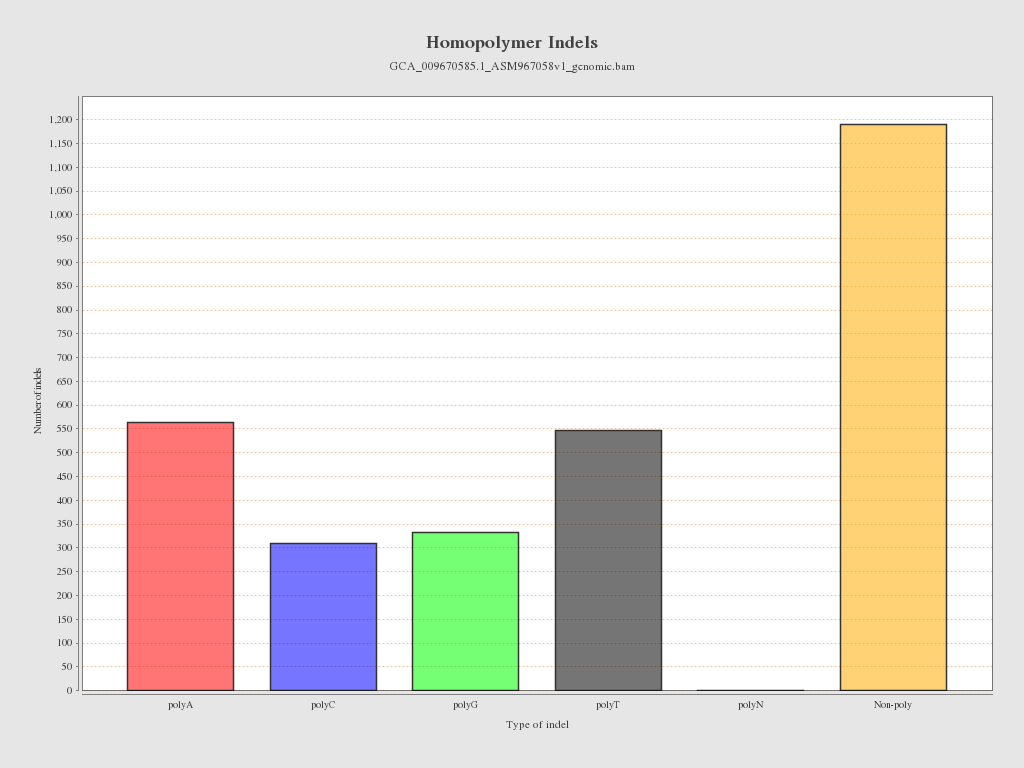 Homopolymer Indels
GCA_009670585.1_ASM967058v1_genomic.bam
1,200
1,150
1,100
1,050
1,000
950
900
850
800
750
700
650
600
550
500
450
400
350
300
250
200
150
100
50
0
Number of indels
polyA
polyC
polyG
polyT
polyN
Non-poly
Type of indel